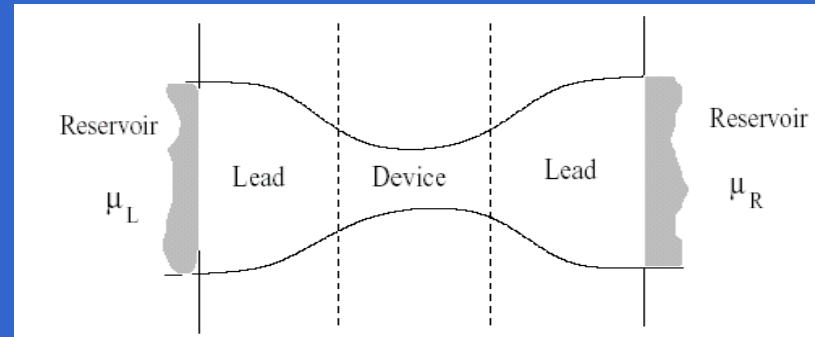 Reservoir
μL
Lead
Device
Lead
Reservoir
μR